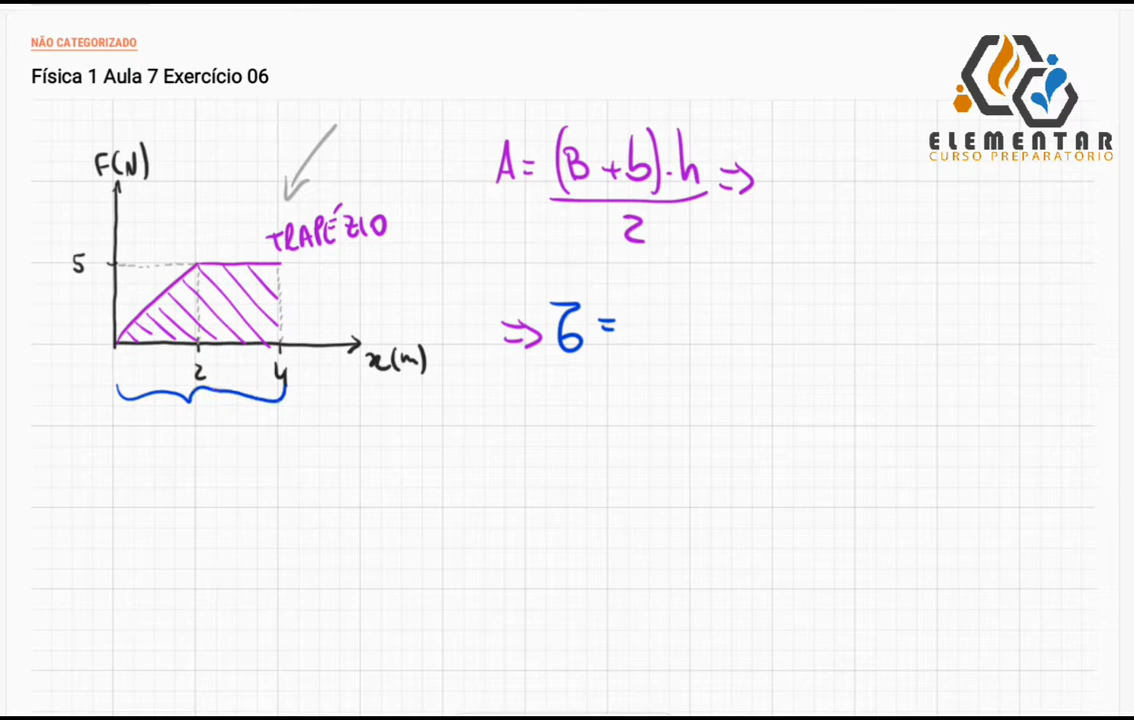 NÃO CATEGORIZADO
Física 1 Aula 7 Exercício 06
ELEMENTAR
CURSO PREPARATÓRIO
F(N)
A = (B + b) . h ⇒
2
TRAPÉZIO
5
⇒ Ϭ =
2 4 x(m)